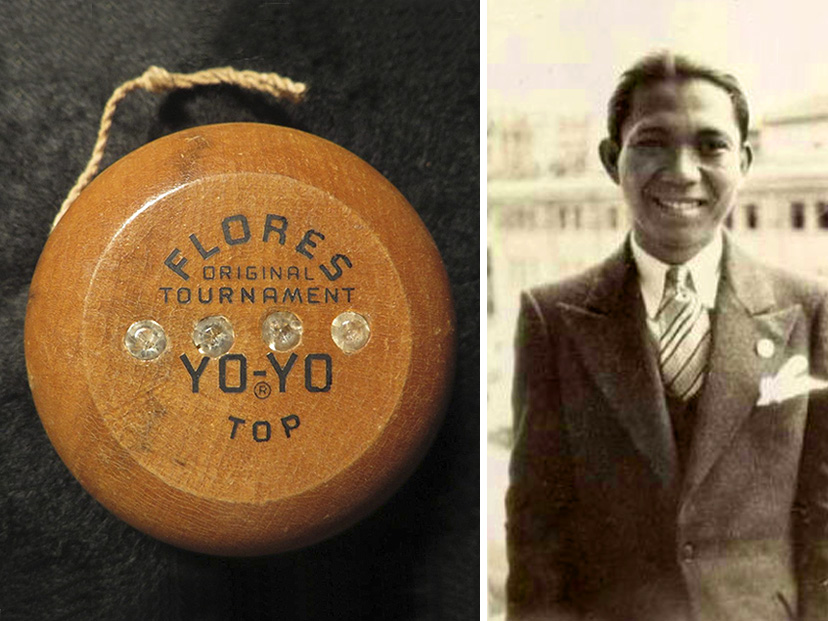 FLORES
ORIGINAL
TOURNAMENT
YO-YO
®
TOP